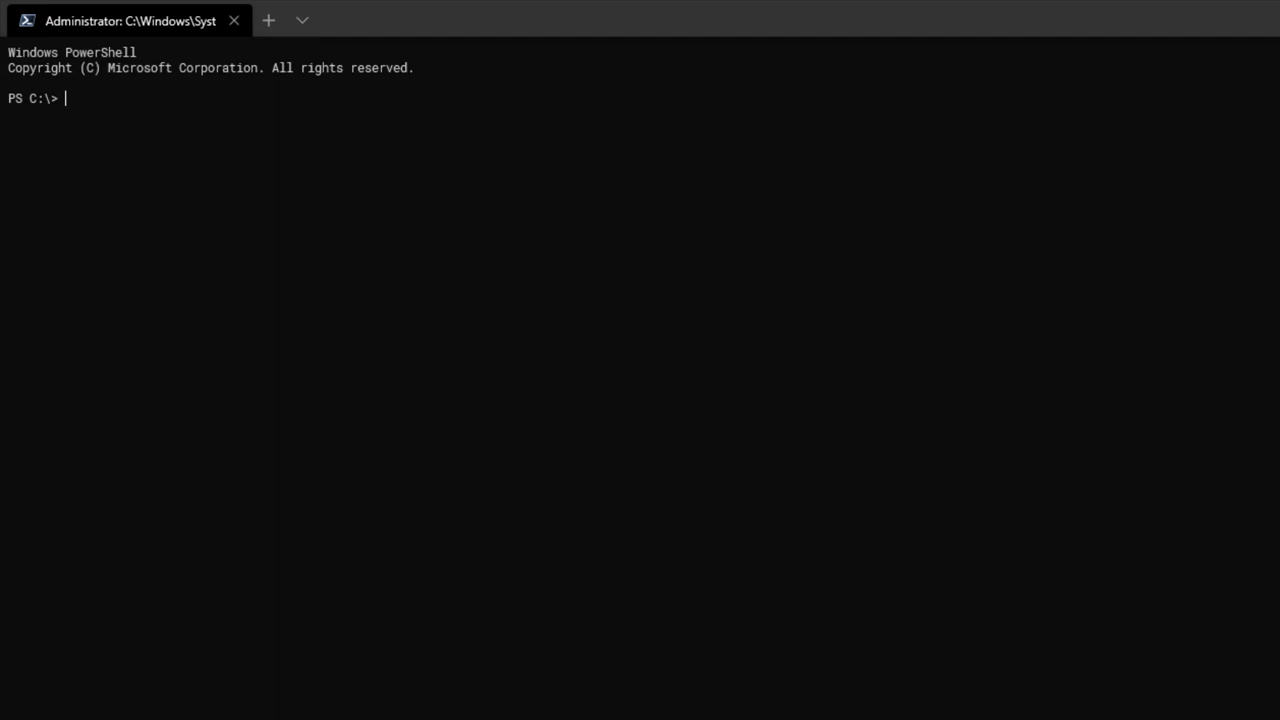 Administrator: C:\Windows\Syst
Windows PowerShell
Copyright (C) Microsoft Corporation. All rights reserved.
PS C:\>